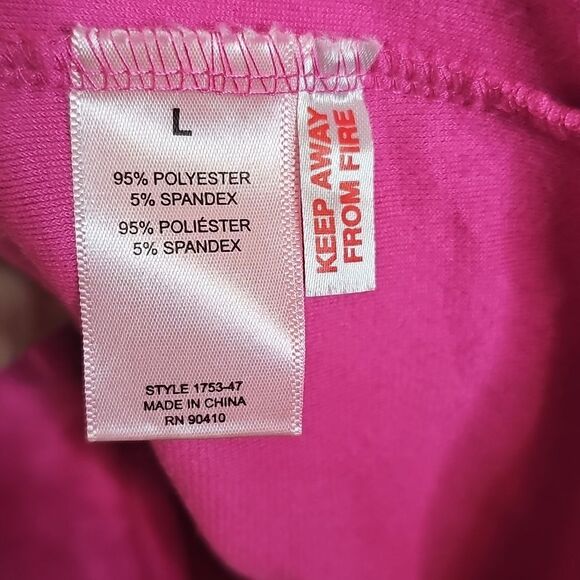 L
95% POLYESTER
5% SPANDEX
95% POLIÉSTER
5% SPANDEX
STYLE 1753-47
MADE IN CHINA
RN 90410
KEEP AWAY
FROM FIRE